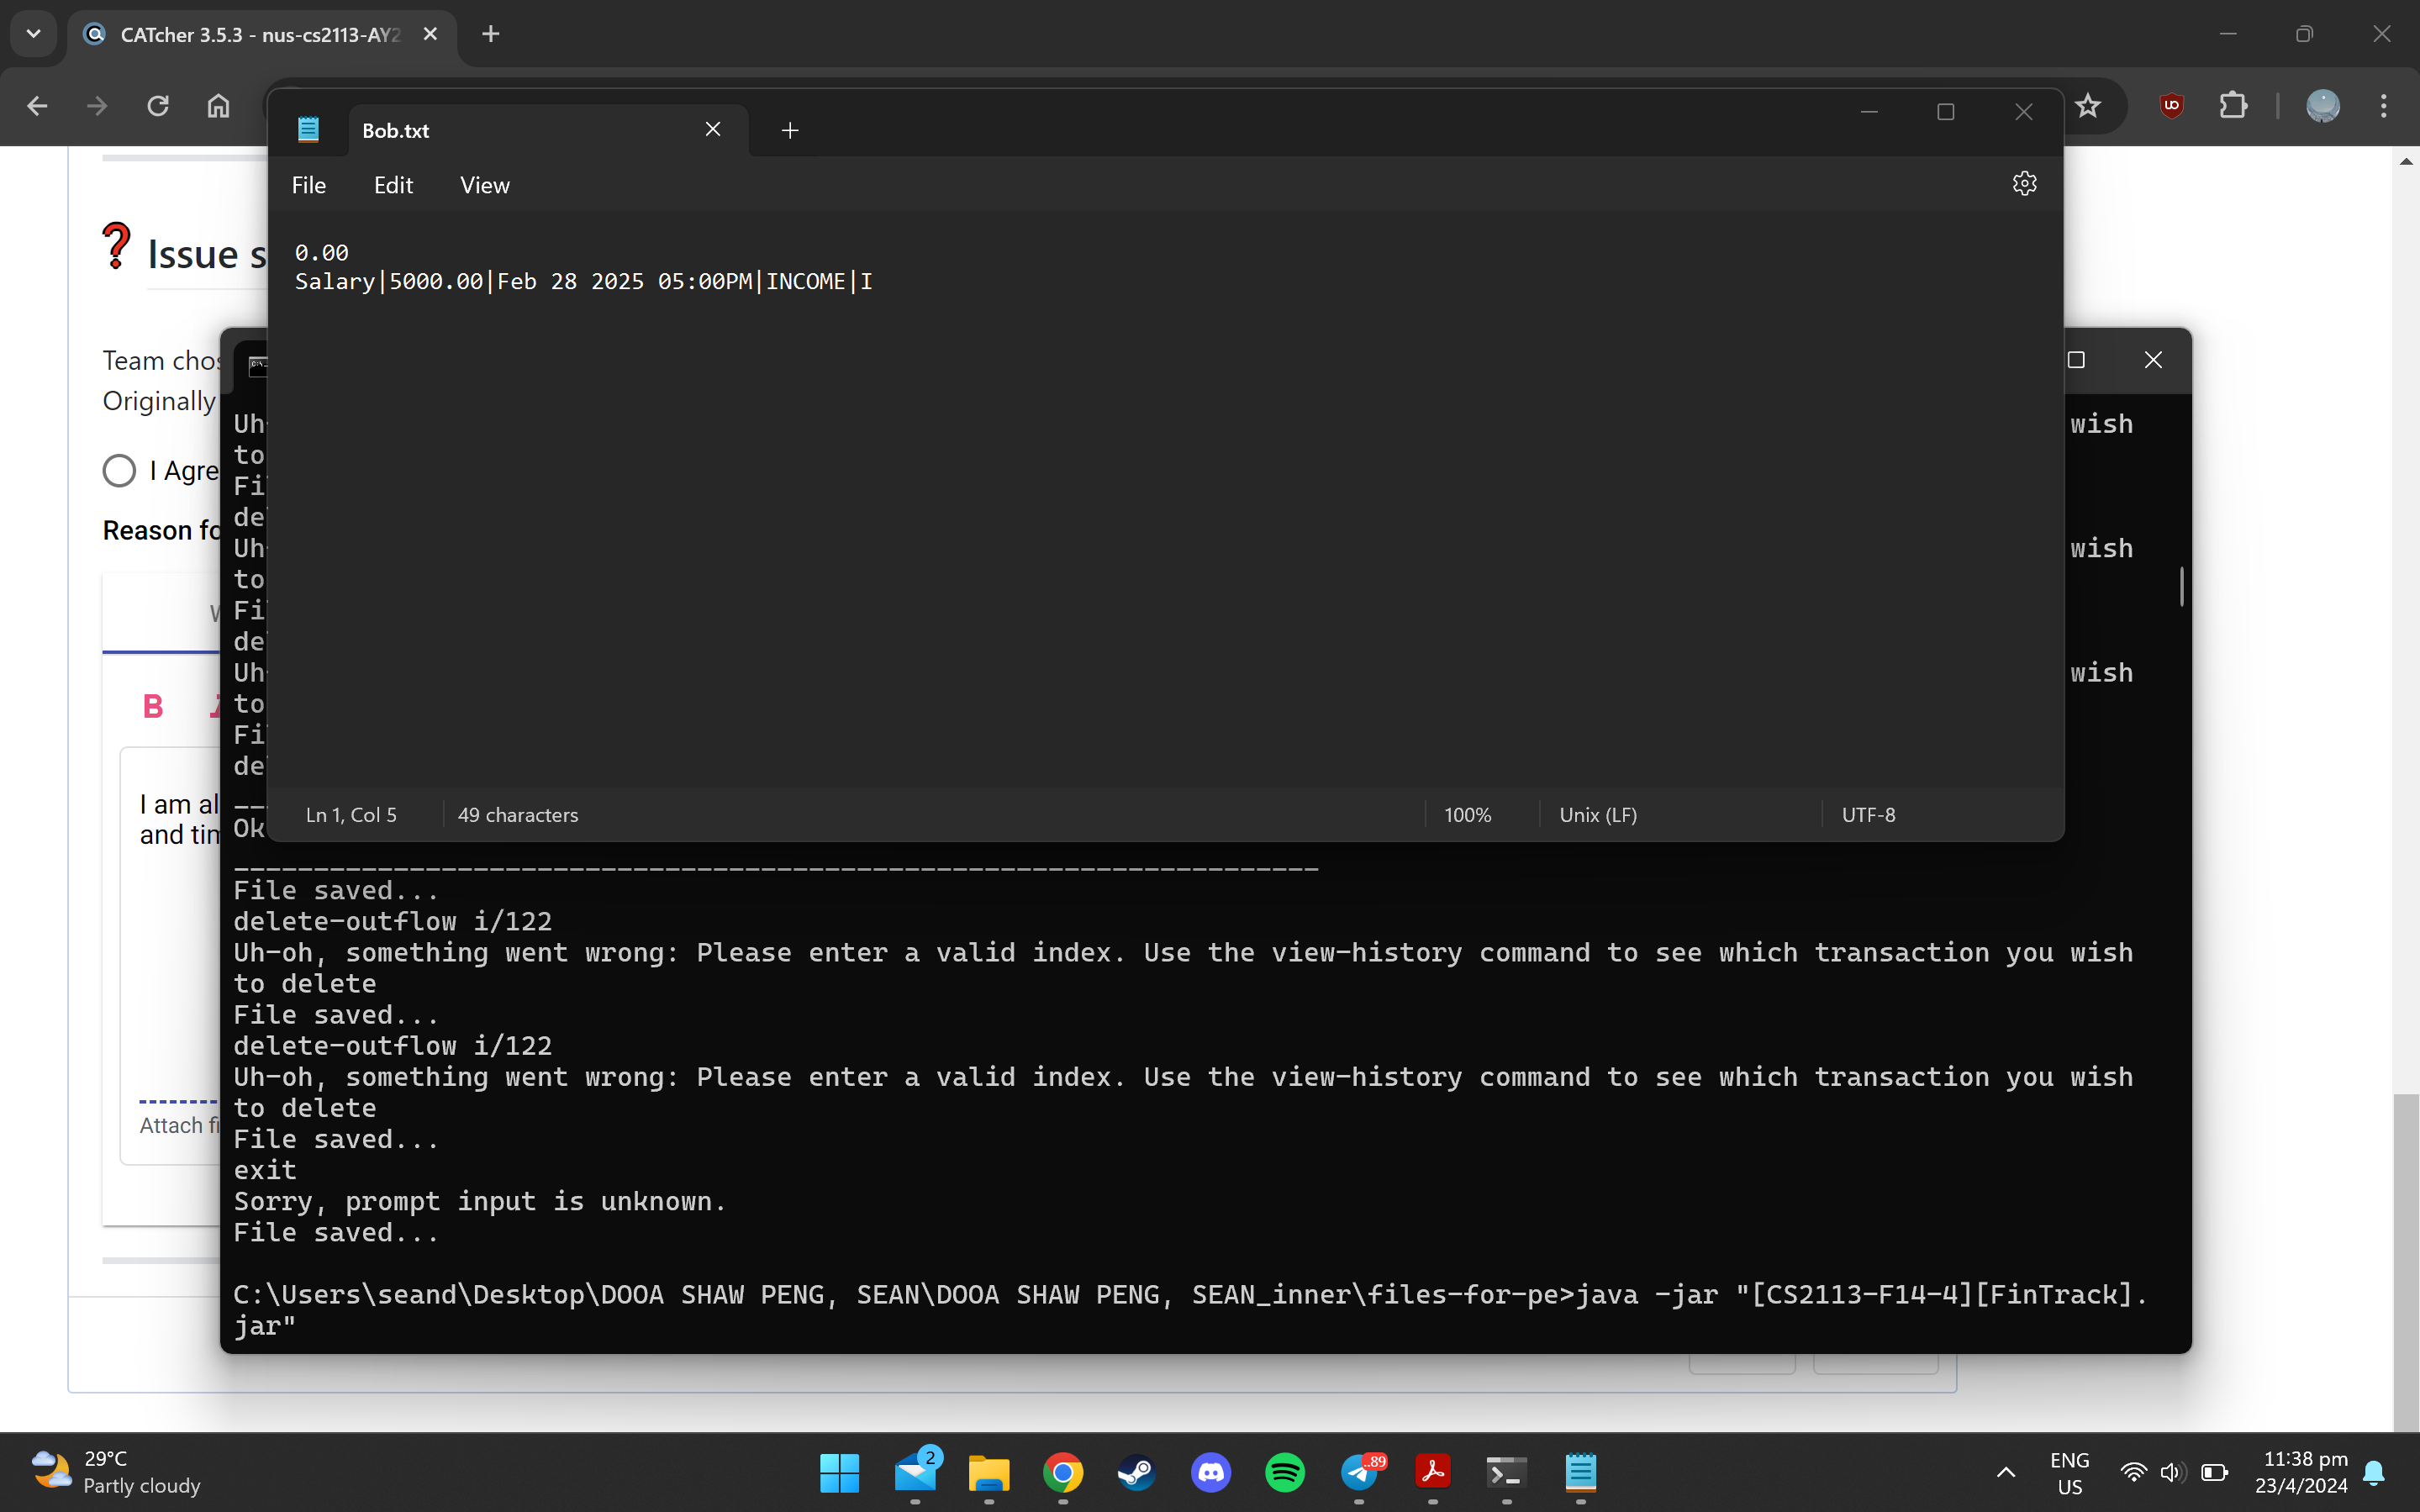 CATcher 3.5.3 - nus-cs2113-AY2
Bob.txt
File Edit View
0.00
Salary|5000.00|Feb 28 2025 05:00PM|INCOME|I
Ln 1, Col 5 49 characters 100% Unix (LF) UTF-8
Issue s
Team chos
Originally
I Agre
Reason fo
B
I am al
and tim
Attach fi
Uh- wish
to
Fi
de
Uh- wish
to
Fi
de
Uh- wish
to
Fi
de
Ok
File saved...
delete-outflow i/122
Uh-oh, something went wrong: Please enter a valid index. Use the view-history command to see which transaction you wish
to delete
File saved...
delete-outflow i/122
Uh-oh, something went wrong: Please enter a valid index. Use the view-history command to see which transaction you wish
to delete
File saved...
exit
Sorry, prompt input is unknown.
File saved...
C:\Users\seand\Desktop\DOOA SHAW PENG, SEAN\DOOA SHAW PENG, SEAN_inner\files-for-pe>java -jar "[CS2113-F14-4][FinTrack].
jar"
29°C
Partly cloudy
2
..89
ENG
US
11:38 pm
23/4/2024